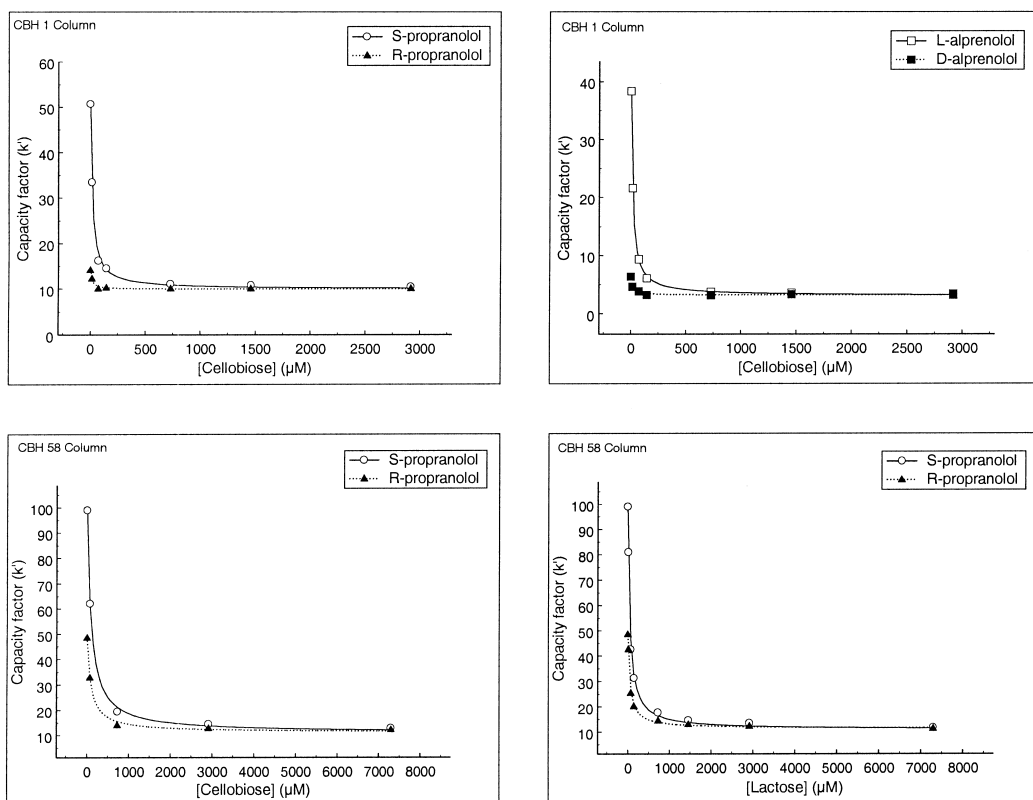 CBH 1 Column
S-propranolol
R-propranolol
Capacity factor (k')
60
50
40
30
20
10
0
0 500 1000 1500 2000 2500 3000
[Cellobiose] (µM)
CBH 1 Column
L-alprenolol
D-alprenolol
Capacity factor (k')
40
30
20
10
0
0 500 1000 1500 2000 2500 3000
[Cellobiose] (µM)
CBH 58 Column
S-propranolol
R-propranolol
Capacity factor (k')
100
90
80
70
60
50
40
30
20
10
0 1000 2000 3000 4000 5000 6000 7000 8000
[Cellobiose] (µM)
CBH 58 Column
S-propranolol
R-propranolol
Capacity factor (k')
100
90
80
70
60
50
40
30
20
10
0 1000 2000 3000 4000 5000 6000 7000 8000
[Lactose] (µM)